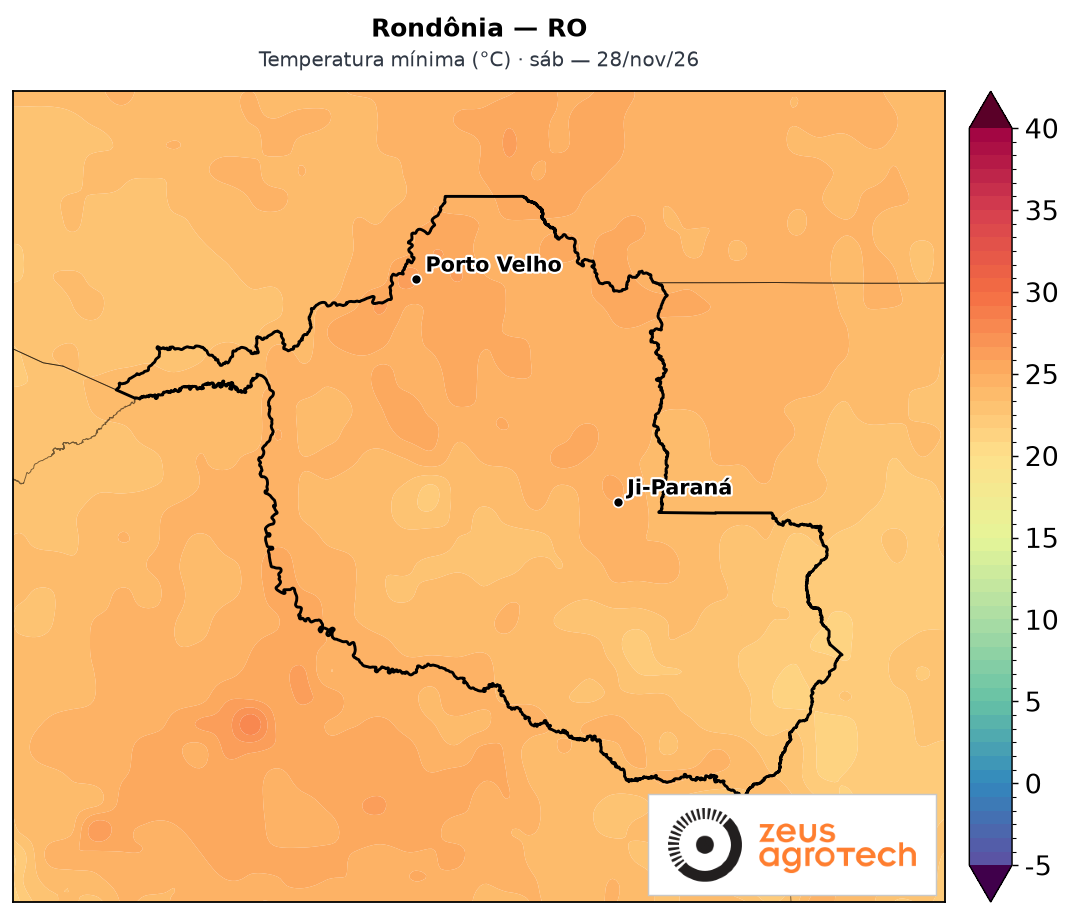 Rondônia — RO
Temperatura mínima (°C) · sáb — 28/nov/26
40
35
30
25
20
15
10
5
0
-5
Porto Velho
Ji-Paraná
zeus
agrotech